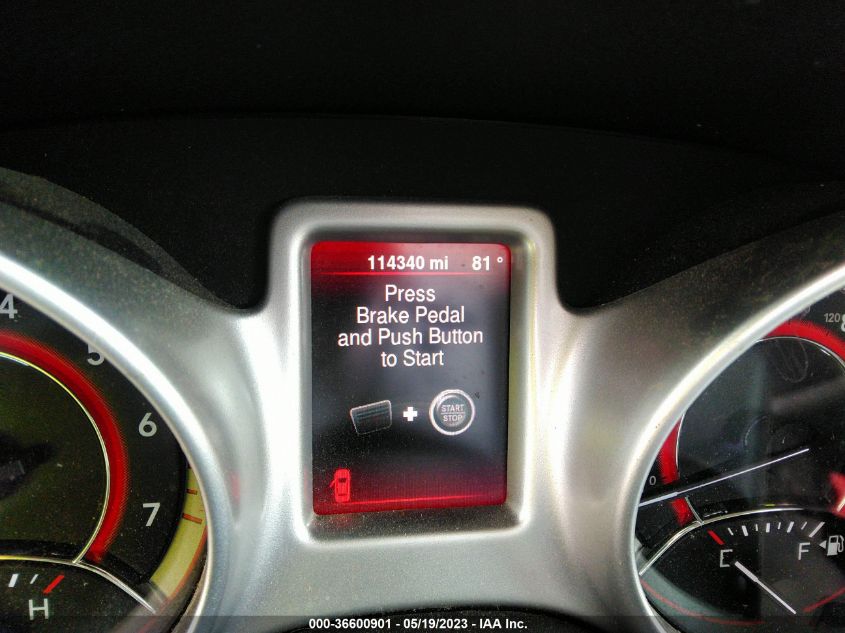 114340 mi 81°
Press
Brake Pedal
and Push Button
to Start
START
STOP
4
5
6
7
H
120
0
E
F
000-36600901 - 05/19/2023 - IAA Inc.